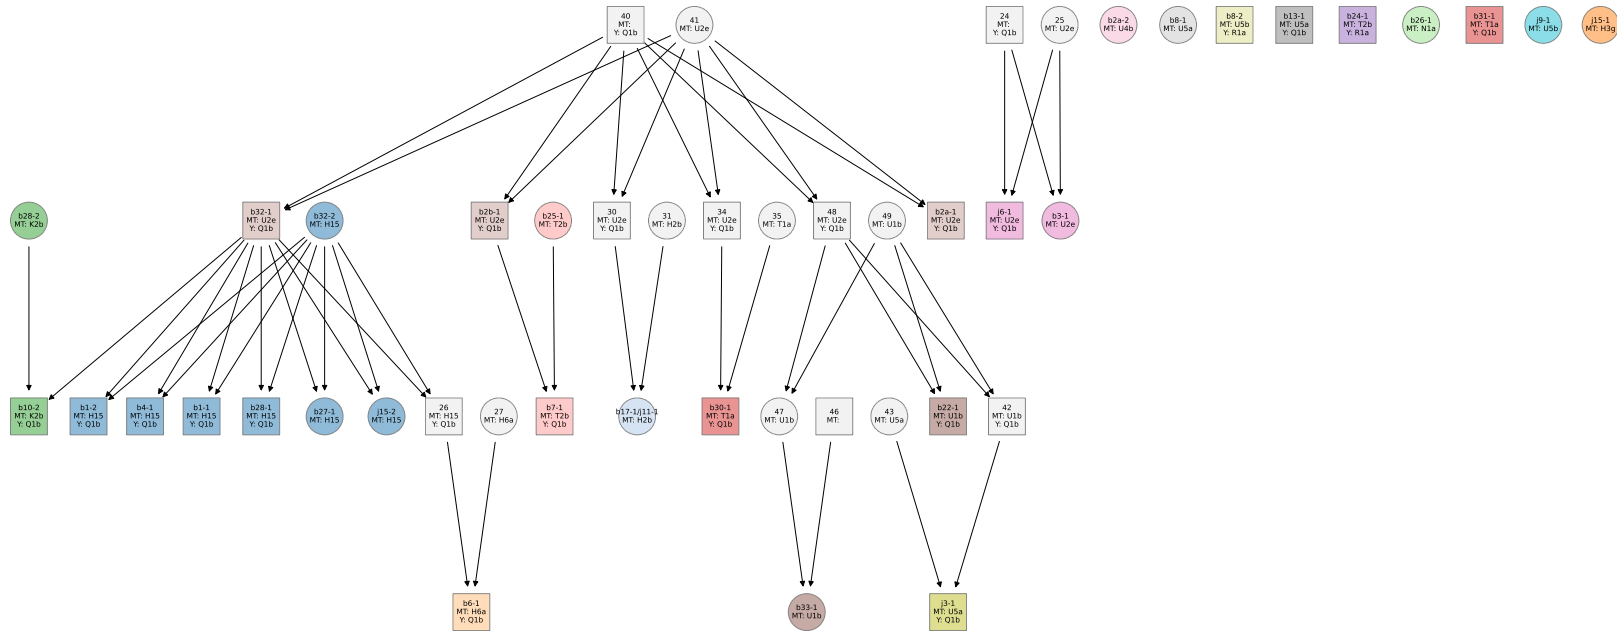 40
MT:
Y: Q1b
41
MT: U2e
24
MT:
Y: Q1b
25
MT: U2e
b2a-2
MT: U4b
b8-1
MT: U5a
b8-2
MT: U5b
Y: R1a
b13-1
MT: U5a
Y: Q1b
b24-1
MT: T2b
Y: R1a
b26-1
MT: N1a
b31-1
MT: T1a
Y: Q1b
j9-1
MT: U5b
j15-1
MT: H3g
b28-2
MT: K2b
b32-1
MT: U2e
Y: Q1b
b32-2
MT: H15
b2b-1
MT: U2e
Y: Q1b
b25-1
MT: T2b
30
MT: U2e
Y: Q1b
31
MT: H2b
34
MT: U2e
Y: Q1b
35
MT: T1a
48
MT: U2e
Y: Q1b
49
MT: U1b
b2a-1
MT: U2e
Y: Q1b
j6-1
MT: U2e
Y: Q1b
b3-1
MT: U2e
b10-2
MT: K2b
Y: Q1b
b1-2
MT: H15
Y: Q1b
b4-1
MT: H15
Y: Q1b
b1-1
MT: H15
Y: Q1b
b28-1
MT: H15
Y: Q1b
b27-1
MT: H15
j15-2
MT: H15
26
MT: H15
Y: Q1b
27
MT: H6a
b7-1
MT: T2b
Y: Q1b
b17-1/j11-1
MT: H2b
b30-1
MT: T1a
Y: Q1b
47
MT: U1b
46
MT:
43
MT: U5a
b22-1
MT: U1b
Y: Q1b
42
MT: U1b
Y: Q1b
b6-1
MT: H6a
Y: Q1b
b33-1
MT: U1b
j3-1
MT: U5a
Y: Q1b